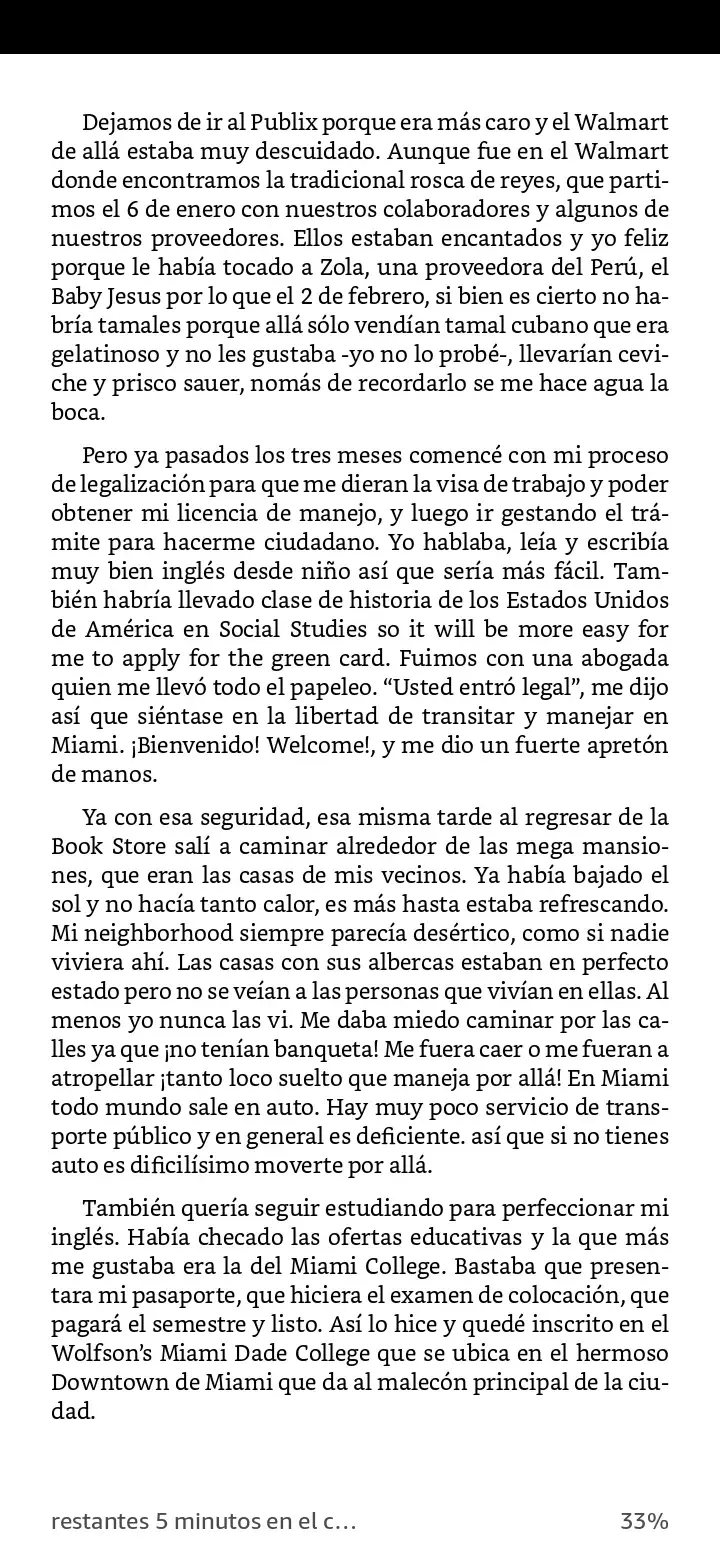 Dejamos de ir al Publix porque era más caro y el Walmart
de allá estaba muy descuidado. Aunque fue en el Walmart
donde encontramos la tradicional rosca de reyes, que parti-
mos el 6 de enero con nuestros colaboradores y algunos de
nuestros proveedores. Ellos estaban encantados y yo feliz
porque le había tocado a Zola, una proveedora del Perú, el
Baby Jesus por lo que el 2 de febrero, si bien es cierto no ha-
bría tamales porque allá sólo vendían tamal cubano que era
gelatinoso y no les gustaba -yo no lo probé-, llevarían cevi-
che y prisco sauer, nomás de recordarlo se me hace agua la
boca.
Pero ya pasados los tres meses comencé con mi proceso
de legalización para que me dieran la visa de trabajo y poder
obtener mi licencia de manejo, y luego ir gestando el trá-
mite para hacerme ciudadano. Yo hablaba, leía y escribía
muy bien inglés desde niño así que sería más fácil. Tam-
bién habría llevado clase de historia de los Estados Unidos
de América en Social Studies so it will be more easy for
me to apply for the green card. Fuimos con una abogada
quien me llevó todo el papeleo. “Usted entró legal”, me dijo
así que siéntase en la libertad de transitar y manejar en
Miami. ¡Bienvenido! Welcome!, y me dio un fuerte apretón
de manos.
Ya con esa seguridad, esa misma tarde al regresar de la
Book Store salí a caminar alrededor de las mega mansio-
nes, que eran las casas de mis vecinos. Ya había bajado el
sol y no hacía tanto calor, es más hasta estaba refrescando.
Mi neighborhood siempre parecía desértico, como si nadie
viviera ahí. Las casas con sus albercas estaban en perfecto
estado pero no se veían a las personas que vivían en ellas. Al
menos yo nunca las vi. Me daba miedo caminar por las ca-
lles ya que ¡no tenían banqueta! Me fuera caer o me fueran a
atropellar ¡tanto loco suelto que maneja por allá! En Miami
todo mundo sale en auto. Hay muy poco servicio de trans-
porte público y en general es deficiente. así que si no tienes
auto es dificilísimo moverte por allá.
También quería seguir estudiando para perfeccionar mi
inglés. Había checado las ofertas educativas y la que más
me gustaba era la del Miami College. Bastaba que presen-
tara mi pasaporte, que hiciera el examen de colocación, que
pagará el semestre y listo. Así lo hice y quedé inscrito en el
Wolfson’s Miami Dade College que se ubica en el hermoso
Downtown de Miami que da al malecón principal de la ciu-
dad.
restantes 5 minutos en el c... 33%